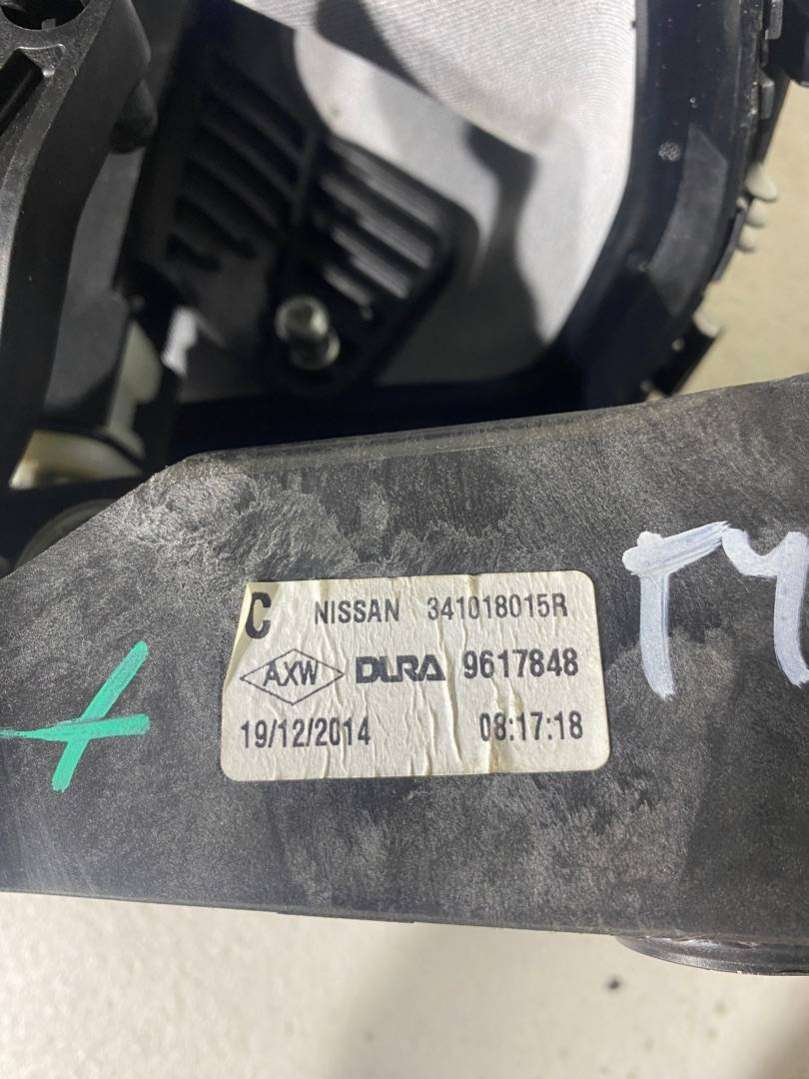 C NISSAN 341018015R
AXW DURA 9617848
19/12/2014 08:17:18